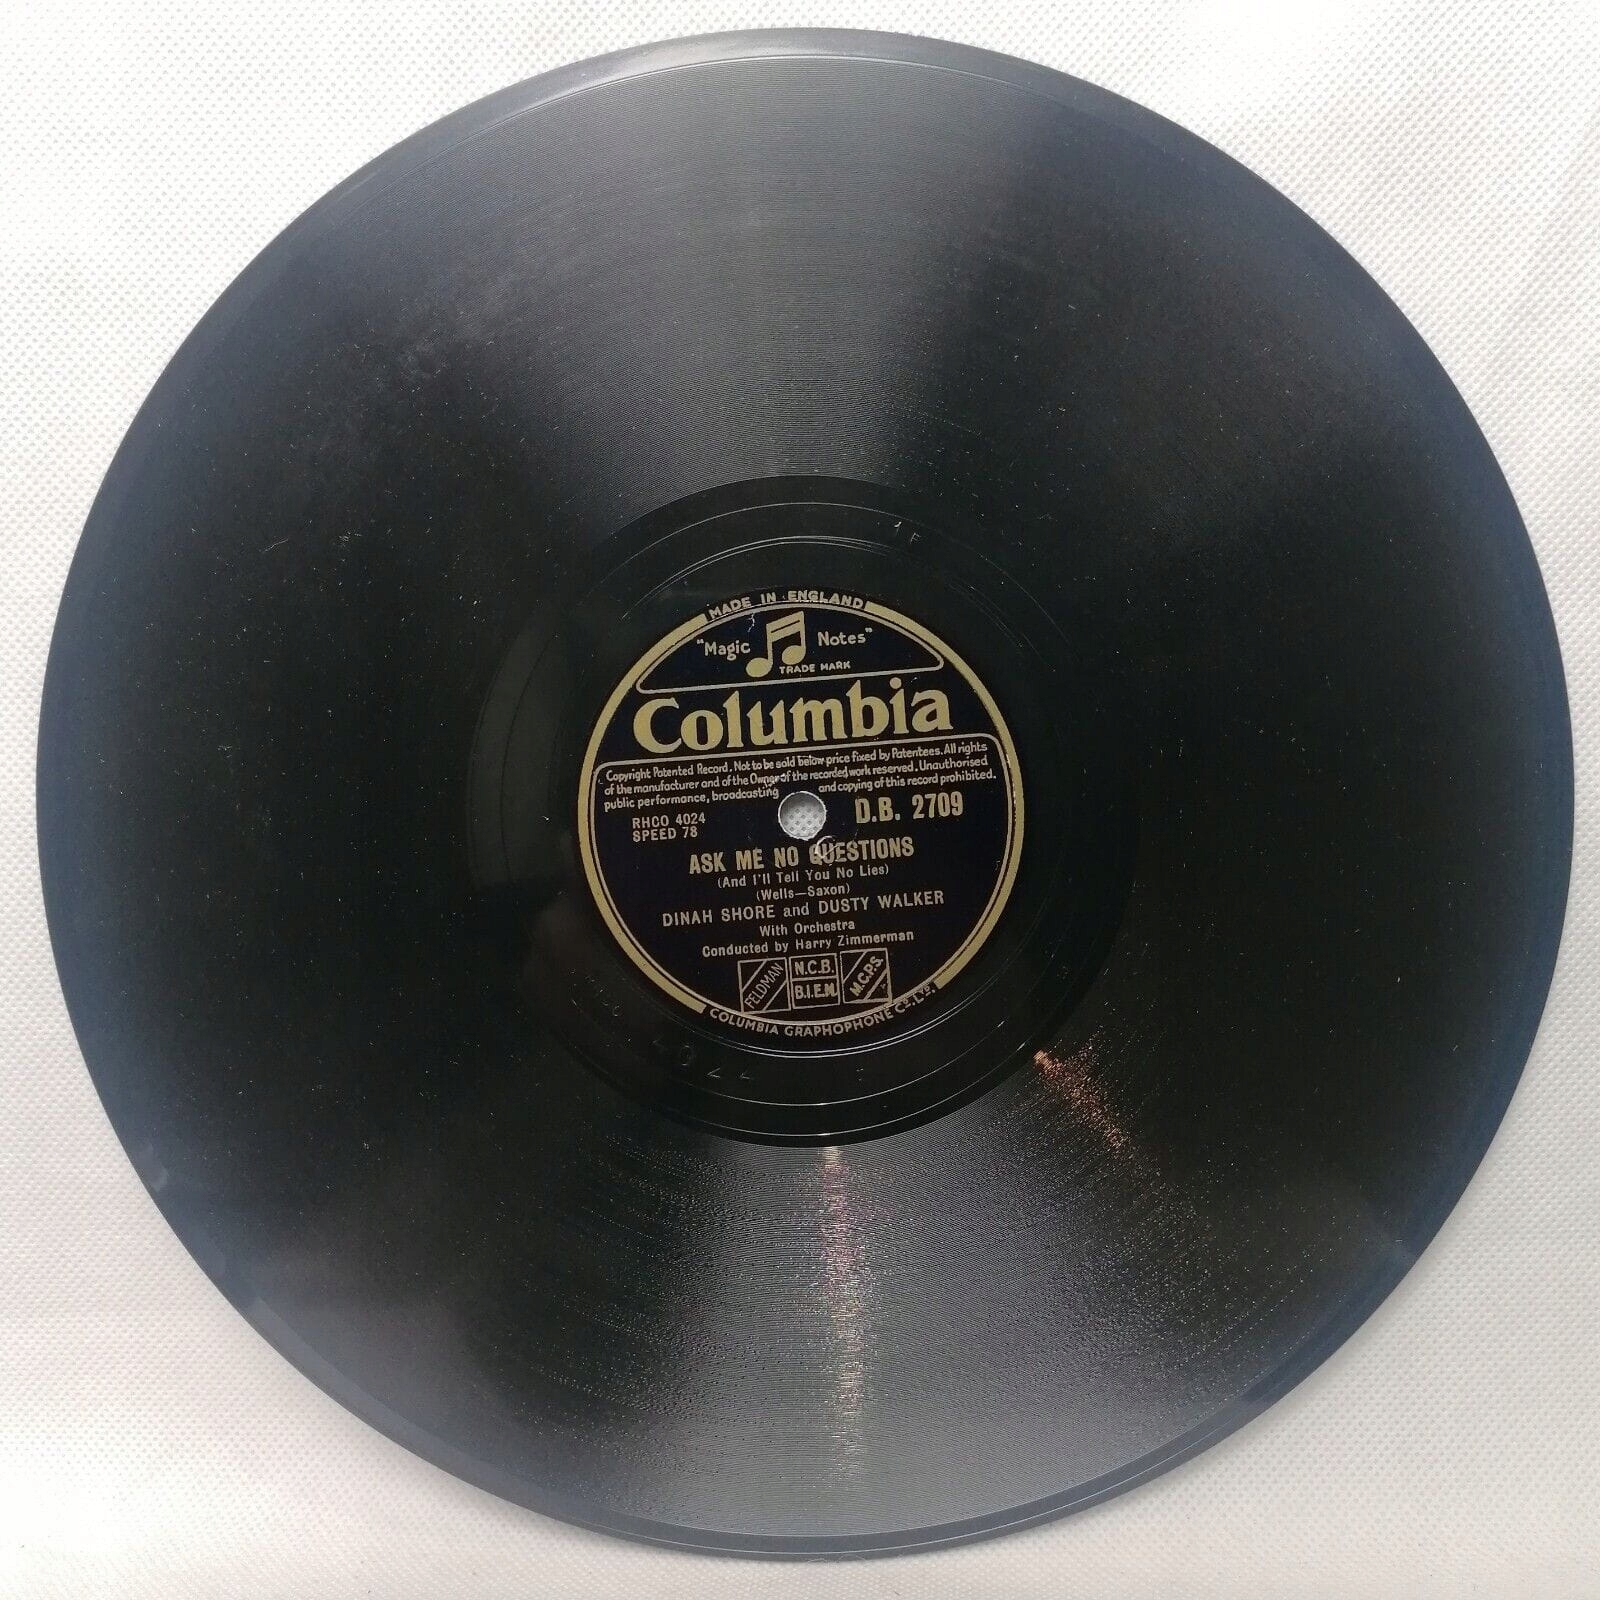 1F
MADE IN ENGLAND
"Magic Notes"
TRADE MARK
Columbia
Copyright Patented Record. Not to be sold below price fixed by Patentees. All rights
of the manufacturer and of the Owner of the recorded work reserved. Unauthorised
public performance, broadcasting and copying of this record prohibited.
RHCO 4024
SPEED 78
D.B. 2709
ASK ME NO QUESTIONS
(And I'll Tell You No Lies)
(Wells—Saxon)
DINAH SHORE and DUSTY WALKER
With Orchestra
Conducted by Harry Zimmerman
FELDMAN
N.C.B.
B.I.E.M.
M.C.P.S.
COLUMBIA GRAPHOPHONE CO. LTD.